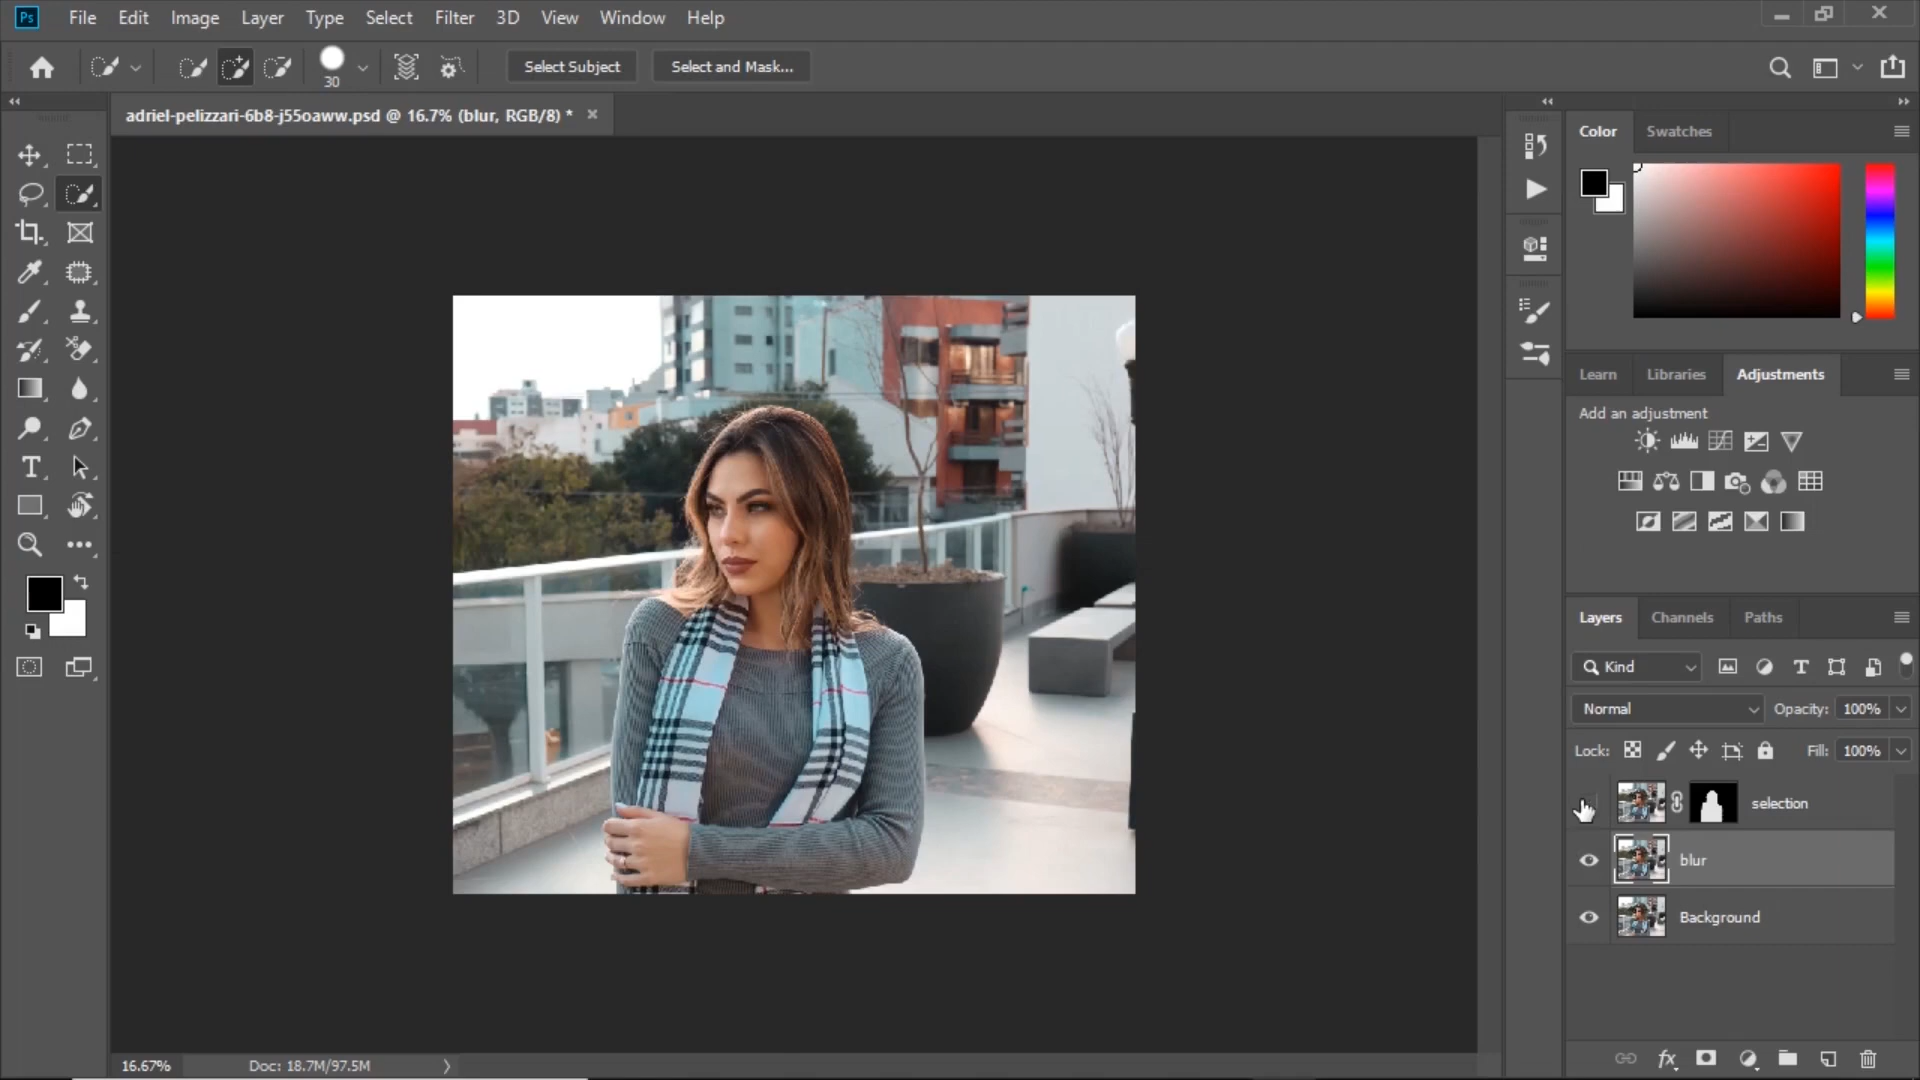 Ps File Edit Image Layer Type Select Filter 3D View Window Help
30 Select Subject Select and Mask...
adriel-pelizzari-6b8-j55oaww.psd @ 16.7% (blur, RGB/8) *
Color Swatches
Learn Libraries Adjustments
Add an adjustment
Layers Channels Paths
Kind
Normal Opacity: 100%
Lock: Fill: 100%
selection
blur
Background
fx
16.67% Doc: 18.7M/97.5M